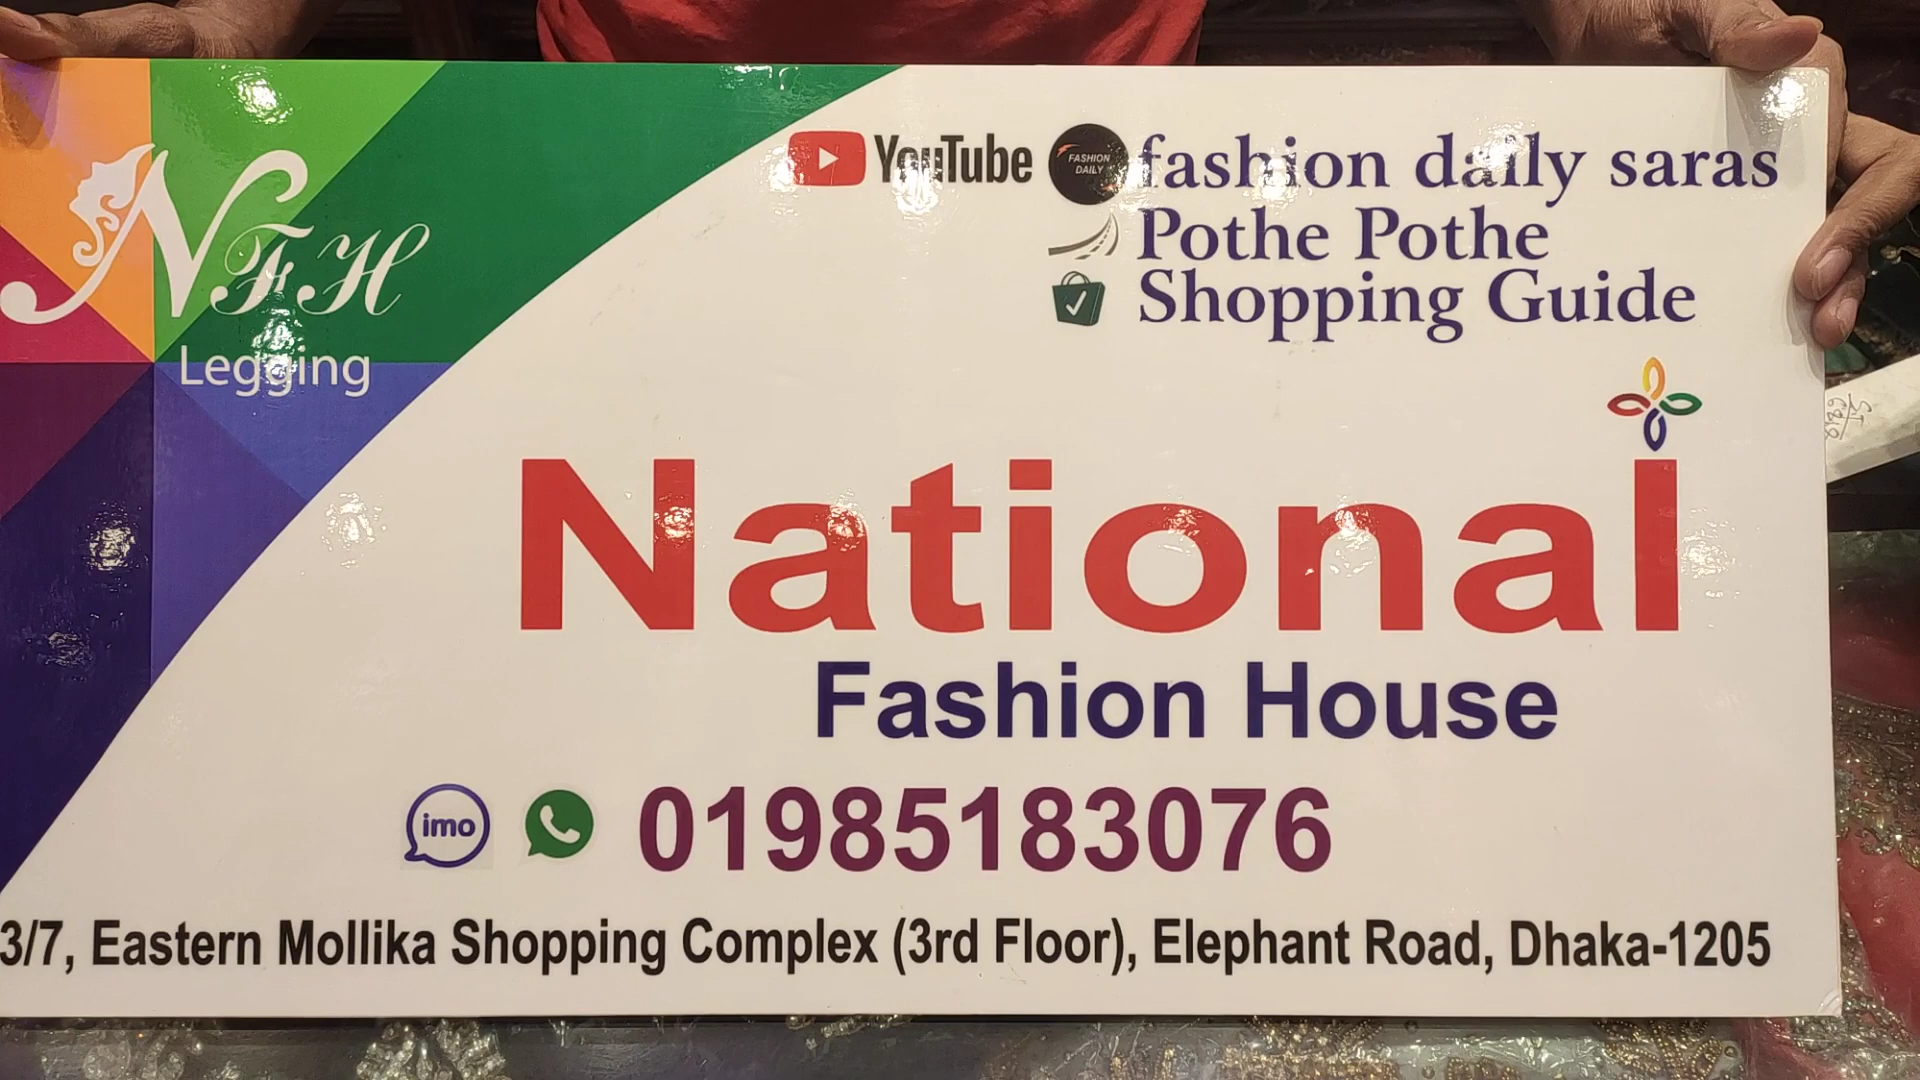 NFH
Legging
YouTube FASHION DAILY fashion daily saras
Pothe Pothe
Shopping Guide
National
Fashion House
imo 01985183076
3/7, Eastern Mollika Shopping Complex (3rd Floor), Elephant Road, Dhaka-1205